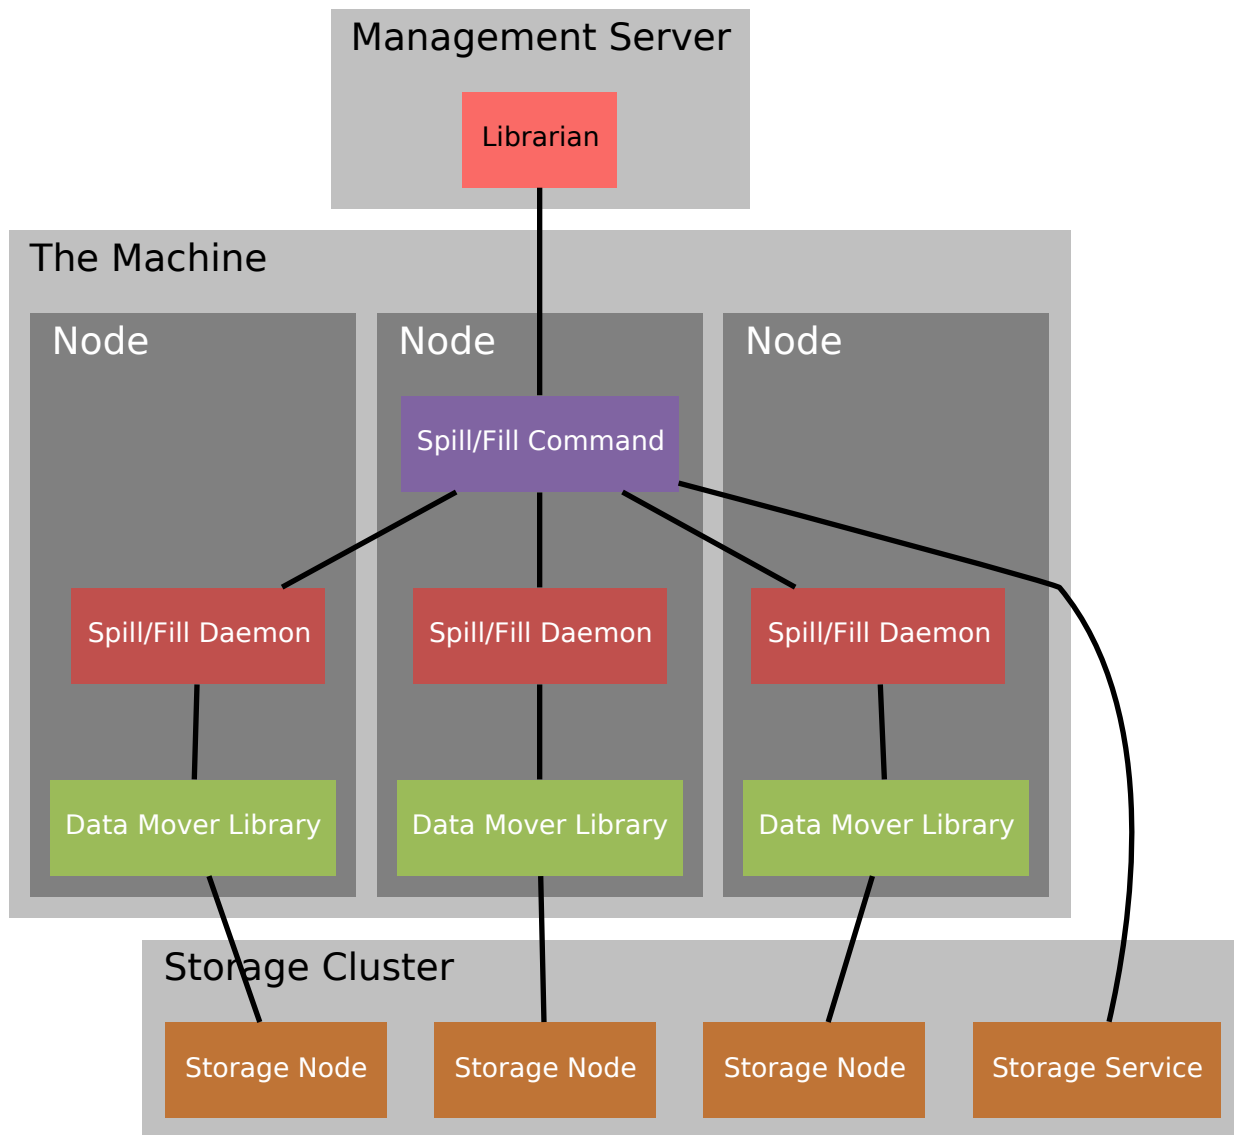 Management Server
Librarian
The Machine
Node
Node
Node
Spill/Fill Command
Spill/Fill Daemon
Spill/Fill Daemon
Spill/Fill Daemon
Data Mover Library
Data Mover Library
Data Mover Library
Storage Cluster
Storage Node
Storage Node
Storage Node
Storage Service